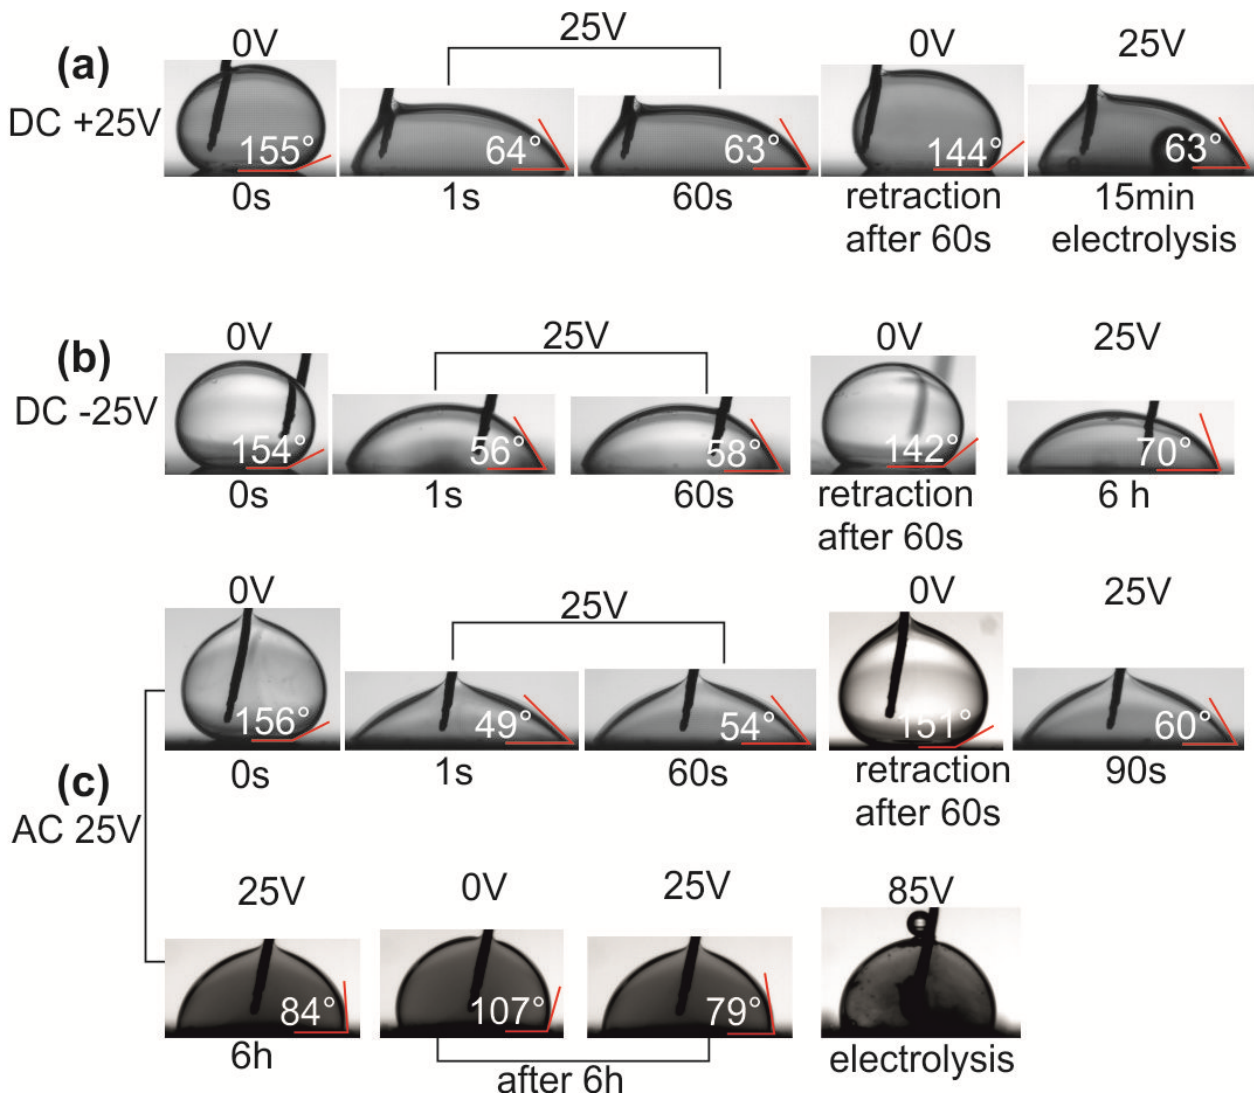 (a)
DC +25V
0V
25V
0V
25V
155°
64°
63°
144°
63°
0s
1s
60s
retraction
after 60s
15min
electrolysis
(b)
DC -25V
0V
25V
0V
25V
154°
56°
58°
142°
70°
0s
1s
60s
retraction
after 60s
6 h
(c)
AC 25V
0V
25V
0V
25V
156°
49°
54°
151°
60°
0s
1s
60s
retraction
after 60s
90s
25V
0V
25V
85V
84°
107°
79°
6h
after 6h
electrolysis